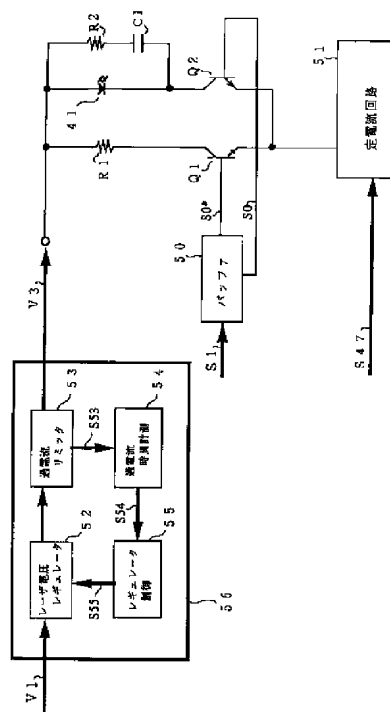 V1
レーザ電圧
レギュレータ
52
過電流
リミッタ
53
S53
過電流
時間計測
54
S54
レギュレータ
制御
55
S55
56
V3
R1
41
R2
C1
Q1
Q2
S1
バッファ
50
S0*
S0
S47
定電流回路
51